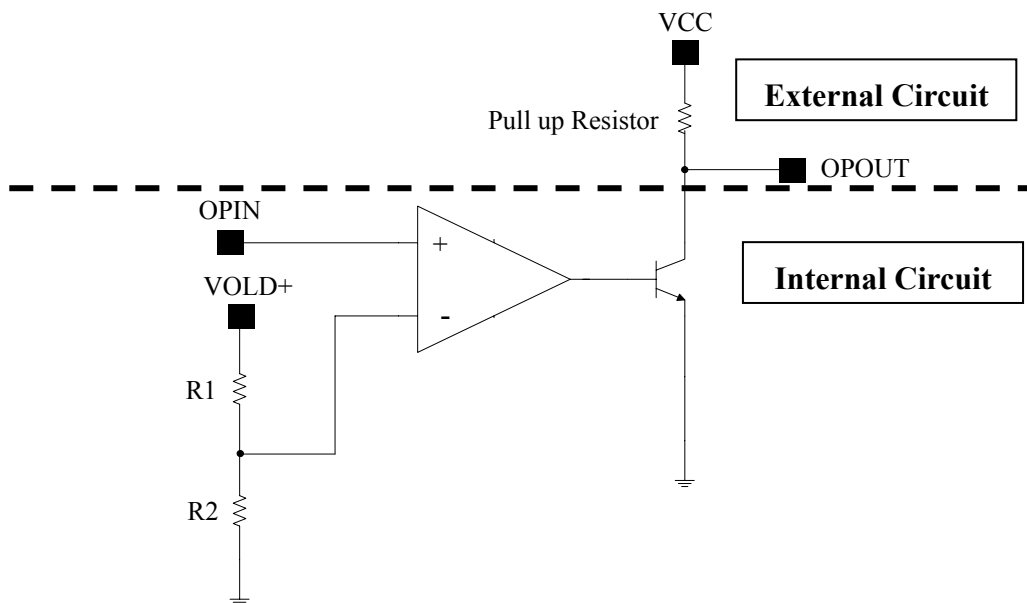 VCC
External Circuit
Pull up Resistor
OPOUT
OPIN
+
Internal Circuit
VOLD+
-
R1
R2